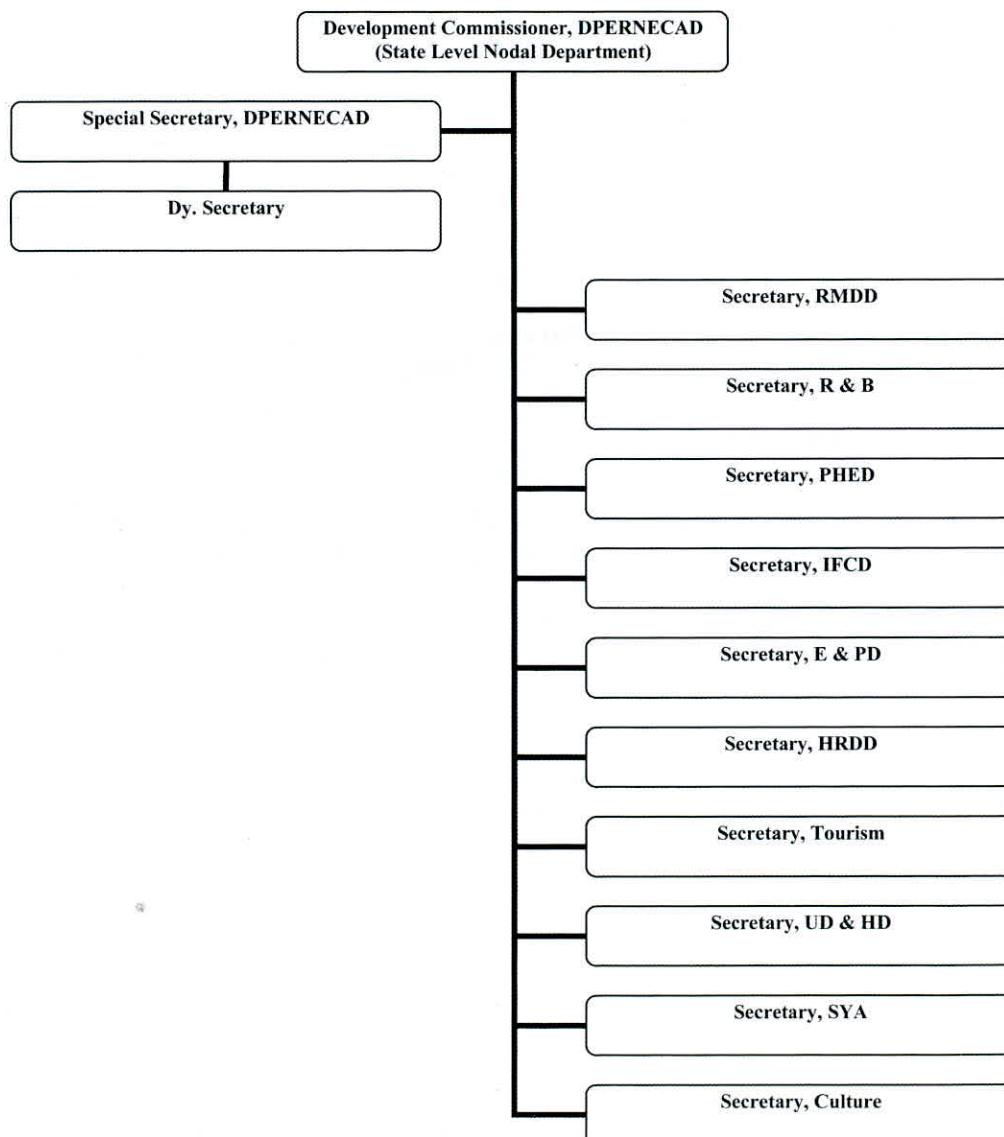 Development Commissioner, DPERNECAD
(State Level Nodal Department)
Special Secretary, DPERNECAD
Dy. Secretary
Secretary, RMDD
Secretary, R & B
Secretary, PHED
Secretary, IFCD
Secretary, E & PD
Secretary, HRDD
Secretary, Tourism
Secretary, UD & HD
Secretary, SYA
Secretary, Culture